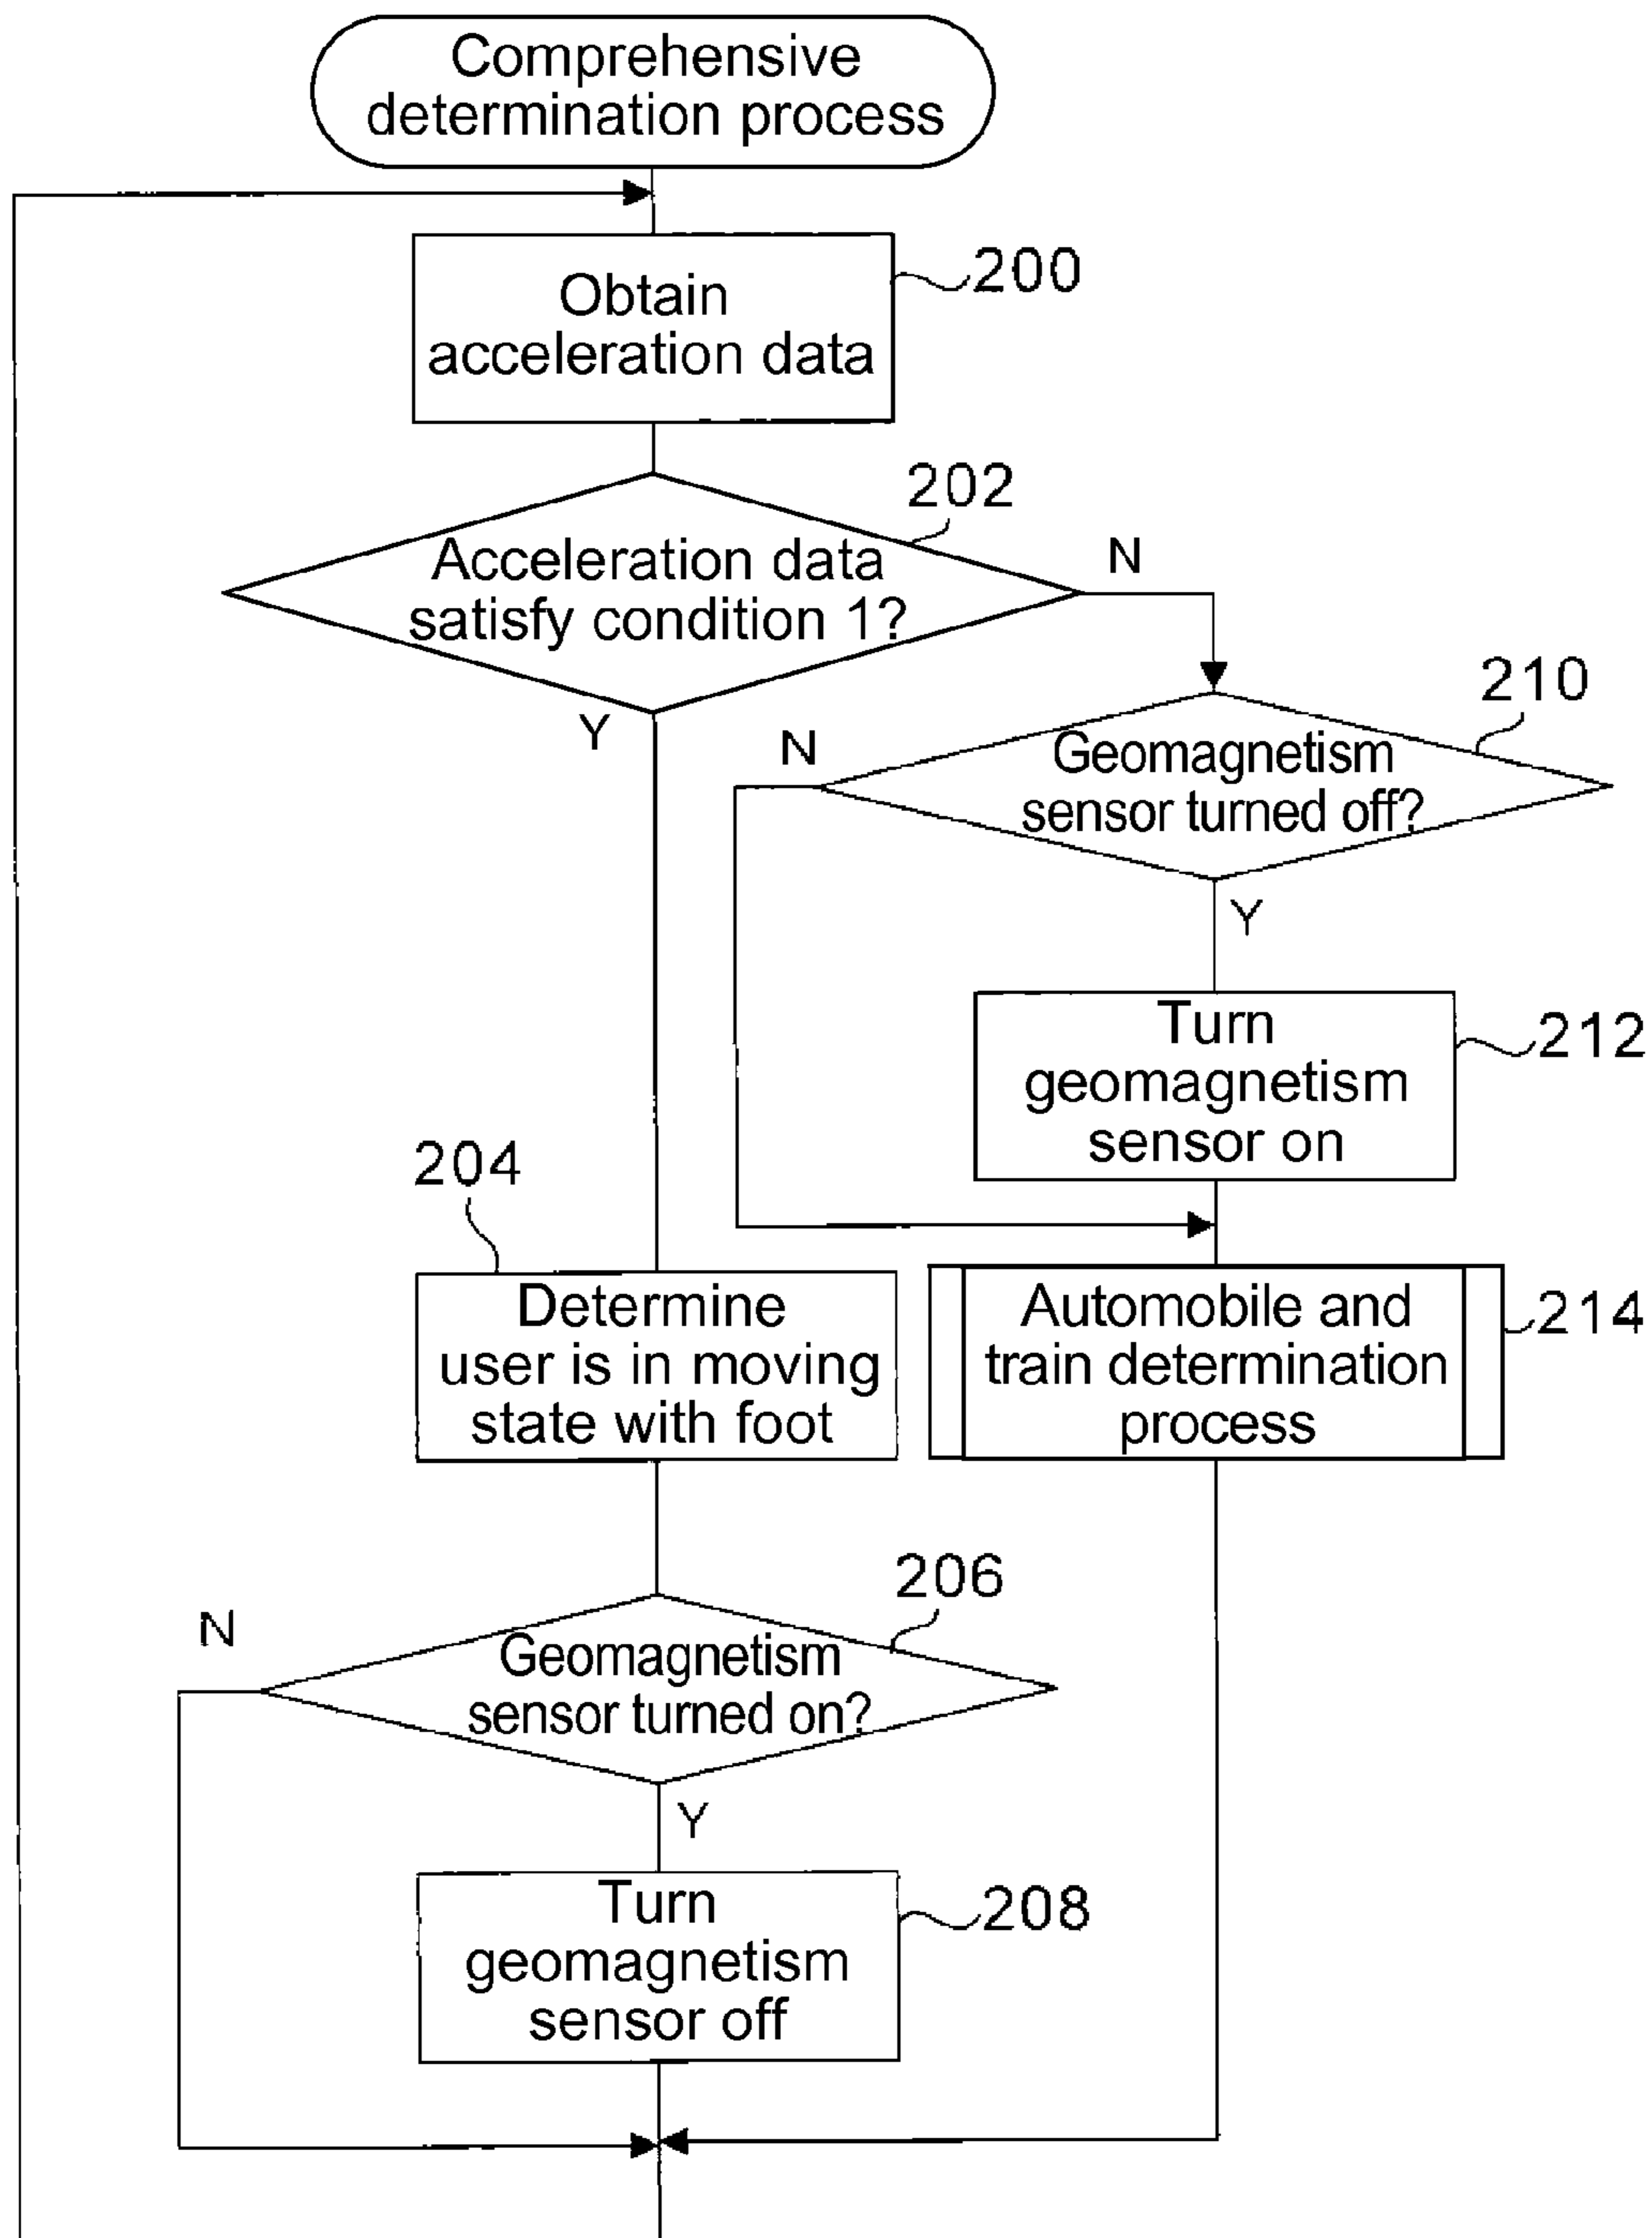 Comprehensive
determination process
Obtain
acceleration data
200
202
Acceleration data
satisfy condition 1?
N
Y
210
Geomagnetism
sensor turned off?
N
Y
Turn
geomagnetism
sensor on
212
204
Determine
user is in moving
state with foot
Automobile and
train determination
process
214
206
N
Geomagnetism
sensor turned on?
Y
Turn
geomagnetism
sensor off
208